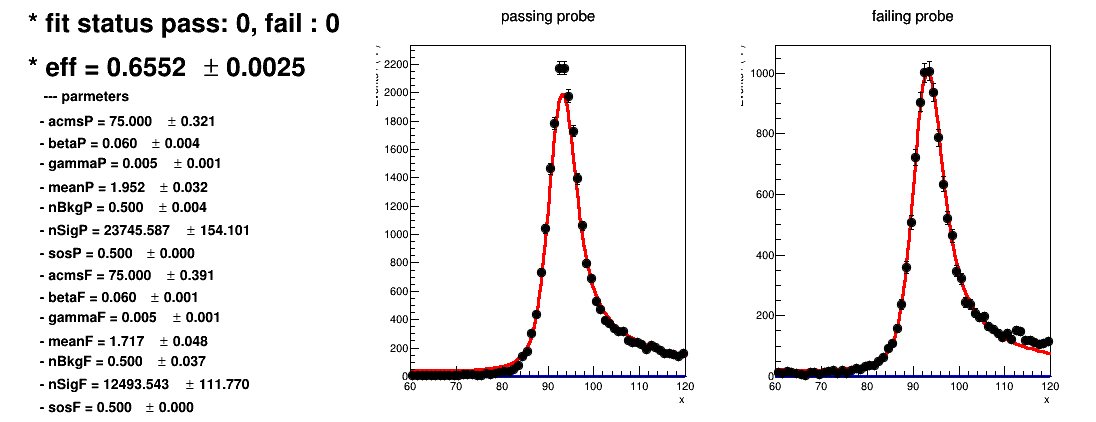 * fit status pass: 0, fail : 0
* eff = 0.6552 ± 0.0025
--- parmeters
- acmsP = 75.000 ± 0.321
- betaP = 0.060 ± 0.004
- gammaP = 0.005 ± 0.001
- meanP = 1.952 ± 0.032
- nBkgP = 0.500 ± 0.004
- nSigP = 23745.587 ± 154.101
- sosP = 0.500 ± 0.000
- acmsF = 75.000 ± 0.391
- betaF = 0.060 ± 0.001
- gammaF = 0.005 ± 0.001
- meanF = 1.717 ± 0.048
- nBkgF = 0.500 ± 0.037
- nSigF = 12493.543 ± 111.770
- sosF = 0.500 ± 0.000
passing probe
2200
2000
1800
1600
1400
1200
1000
800
600
400
200
0
60 70 80 90 100 110 120
x
failing probe
1000
800
600
400
200
0
60 70 80 90 100 110 120
x